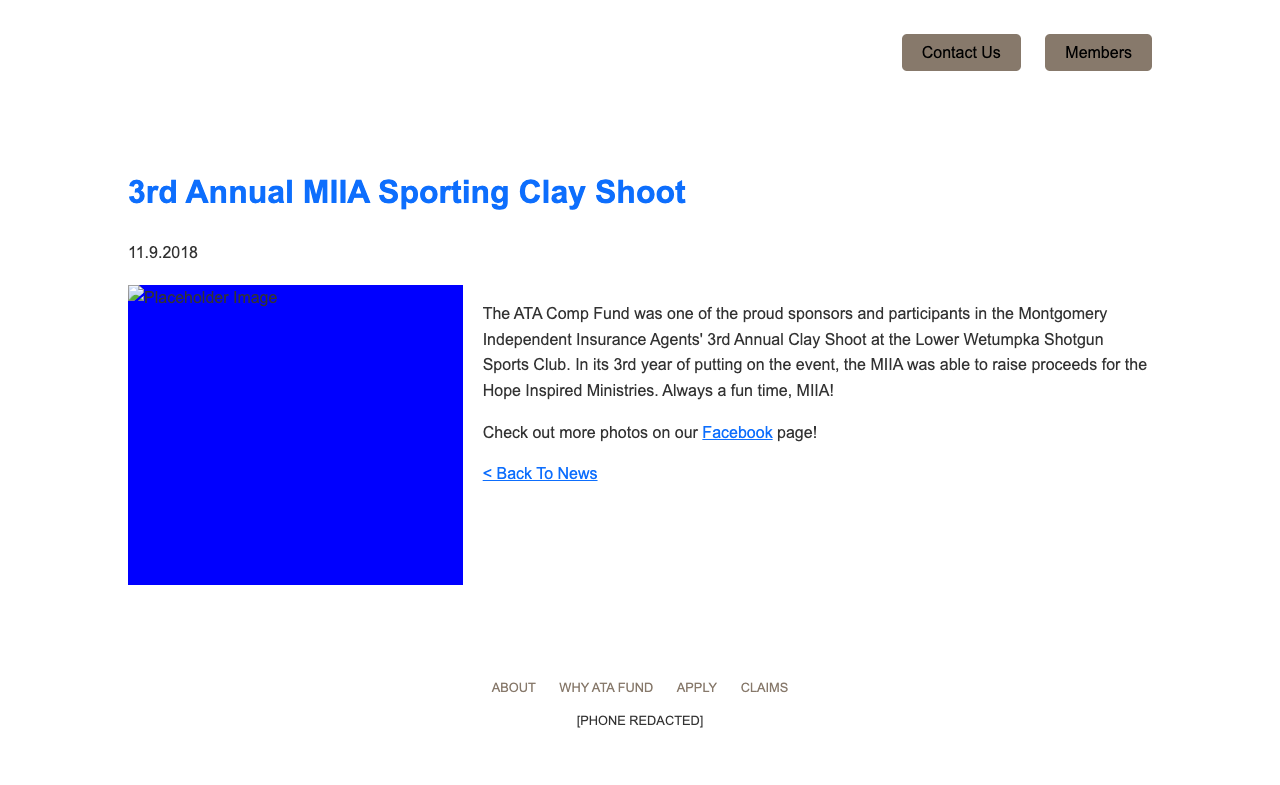 Contact Us Members
3rd Annual MIIA Sporting Clay Shoot
11.9.2018
Placeholder Image
The ATA Comp Fund was one of the proud sponsors and participants in the Montgomery
Independent Insurance Agents' 3rd Annual Clay Shoot at the Lower Wetumpka Shotgun
Sports Club. In its 3rd year of putting on the event, the MIIA was able to raise proceeds for the
Hope Inspired Ministries. Always a fun time, MIIA!
Check out more photos on our Facebook page!
< Back To News
ABOUT WHY ATA FUND APPLY CLAIMS
[PHONE REDACTED]